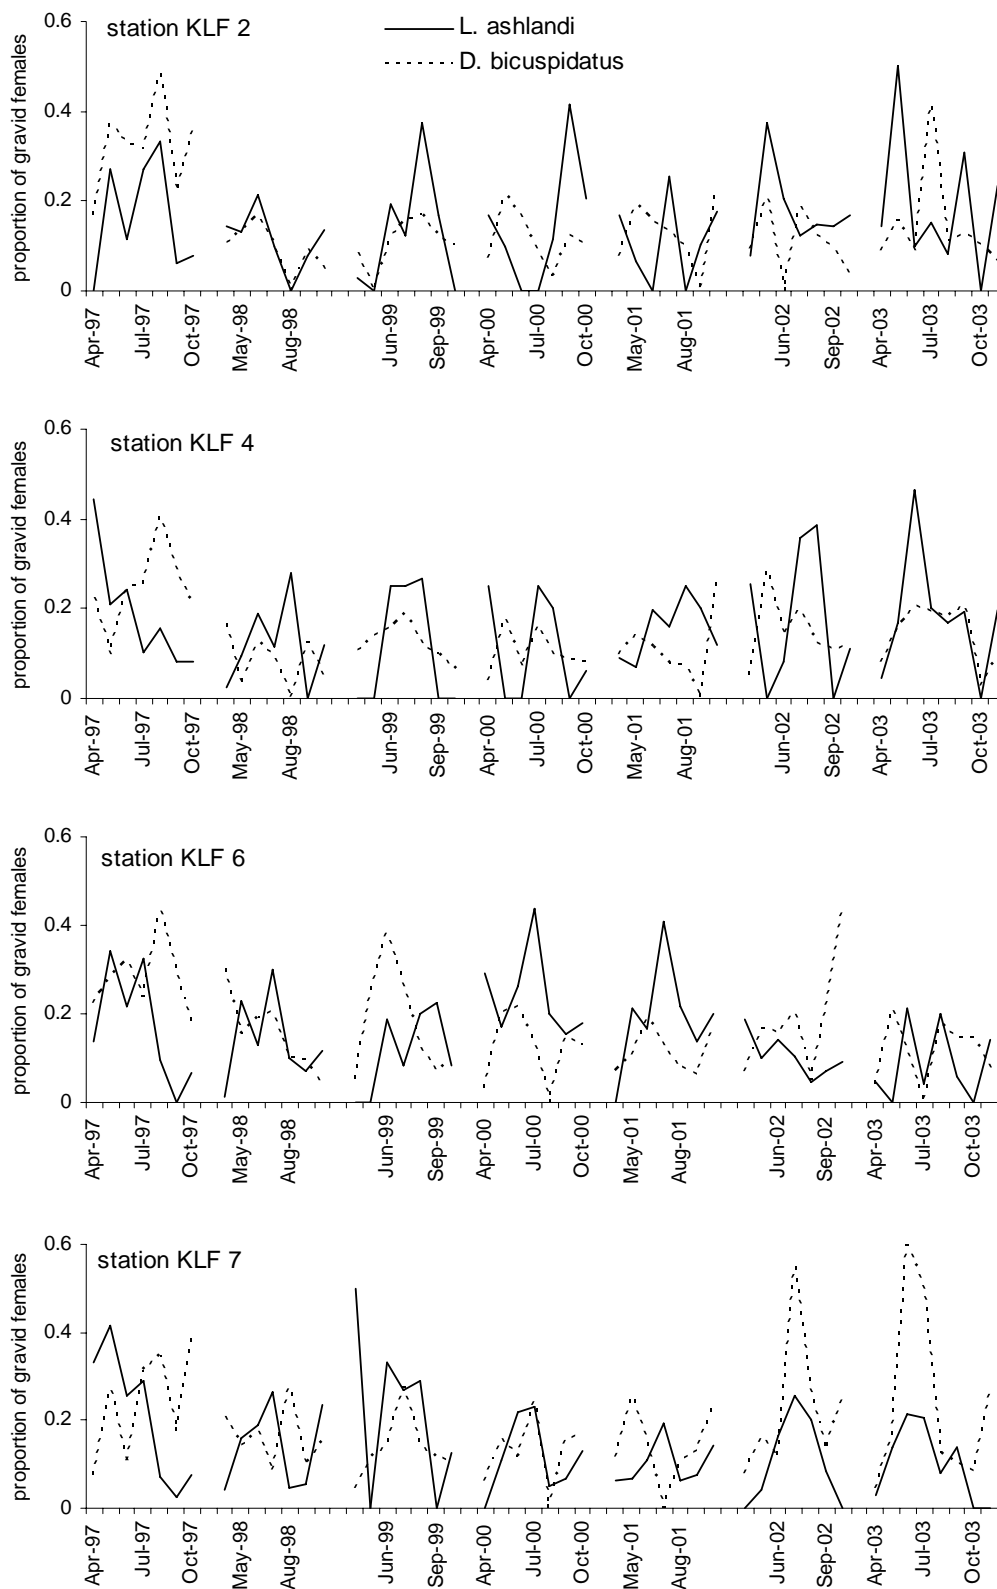 station KLF 2
L. ashlandi
D. bicuspidatus
proportion of gravid females
0.6
0.4
0.2
0
Apr-97 Jul-97 Oct-97 May-98 Aug-98 Jun-99 Sep-99 Apr-00 Jul-00 Oct-00 May-01 Aug-01 Jun-02 Sep-02 Apr-03 Jul-03 Oct-03
station KLF 4
proportion of gravid females
0.6
0.4
0.2
0
Apr-97 Jul-97 Oct-97 May-98 Aug-98 Jun-99 Sep-99 Apr-00 Jul-00 Oct-00 May-01 Aug-01 Jun-02 Sep-02 Apr-03 Jul-03 Oct-03
station KLF 6
proportion of gravid females
0.6
0.4
0.2
0
Apr-97 Jul-97 Oct-97 May-98 Aug-98 Jun-99 Sep-99 Apr-00 Jul-00 Oct-00 May-01 Aug-01 Jun-02 Sep-02 Apr-03 Jul-03 Oct-03
station KLF 7
proportion of gravid females
0.6
0.4
0.2
0
Apr-97 Jul-97 Oct-97 May-98 Aug-98 Jun-99 Sep-99 Apr-00 Jul-00 Oct-00 May-01 Aug-01 Jun-02 Sep-02 Apr-03 Jul-03 Oct-03